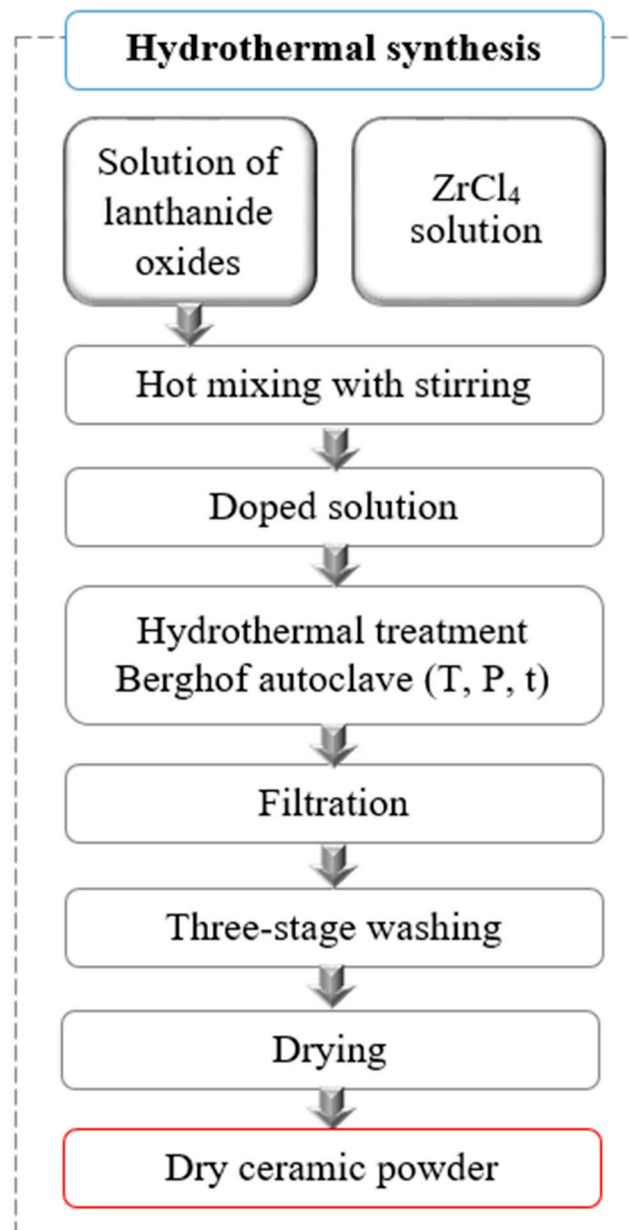 Hydrothermal synthesis
Solution of
lanthanide
oxides
ZrCl₄
solution
Hot mixing with stirring
Doped solution
Hydrothermal treatment
Berghof autoclave (T, P, t)
Filtration
Three-stage washing
Drying
Dry ceramic powder